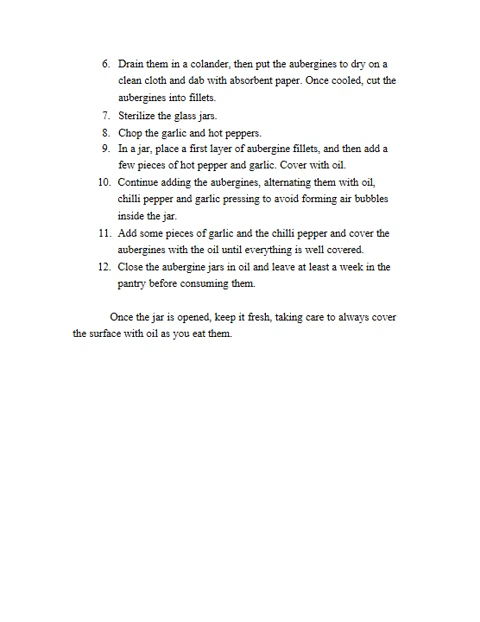 6. Drain them in a colander, then put the aubergines to dry on a
clean cloth and dab with absorbent paper. Once cooled, cut the
aubergines into fillets.
7. Sterilize the glass jars.
8. Chop the garlic and hot peppers.
9. In a jar, place a first layer of aubergine fillets, and then add a
few pieces of hot pepper and garlic. Cover with oil.
10. Continue adding the aubergines, alternating them with oil,
chilli pepper and garlic pressing to avoid forming air bubbles
inside the jar.
11. Add some pieces of garlic and the chilli pepper and cover the
aubergines with the oil until everything is well covered.
12. Close the aubergine jars in oil and leave at least a week in the
pantry before consuming them.
Once the jar is opened, keep it fresh, taking care to always cover
the surface with oil as you eat them.